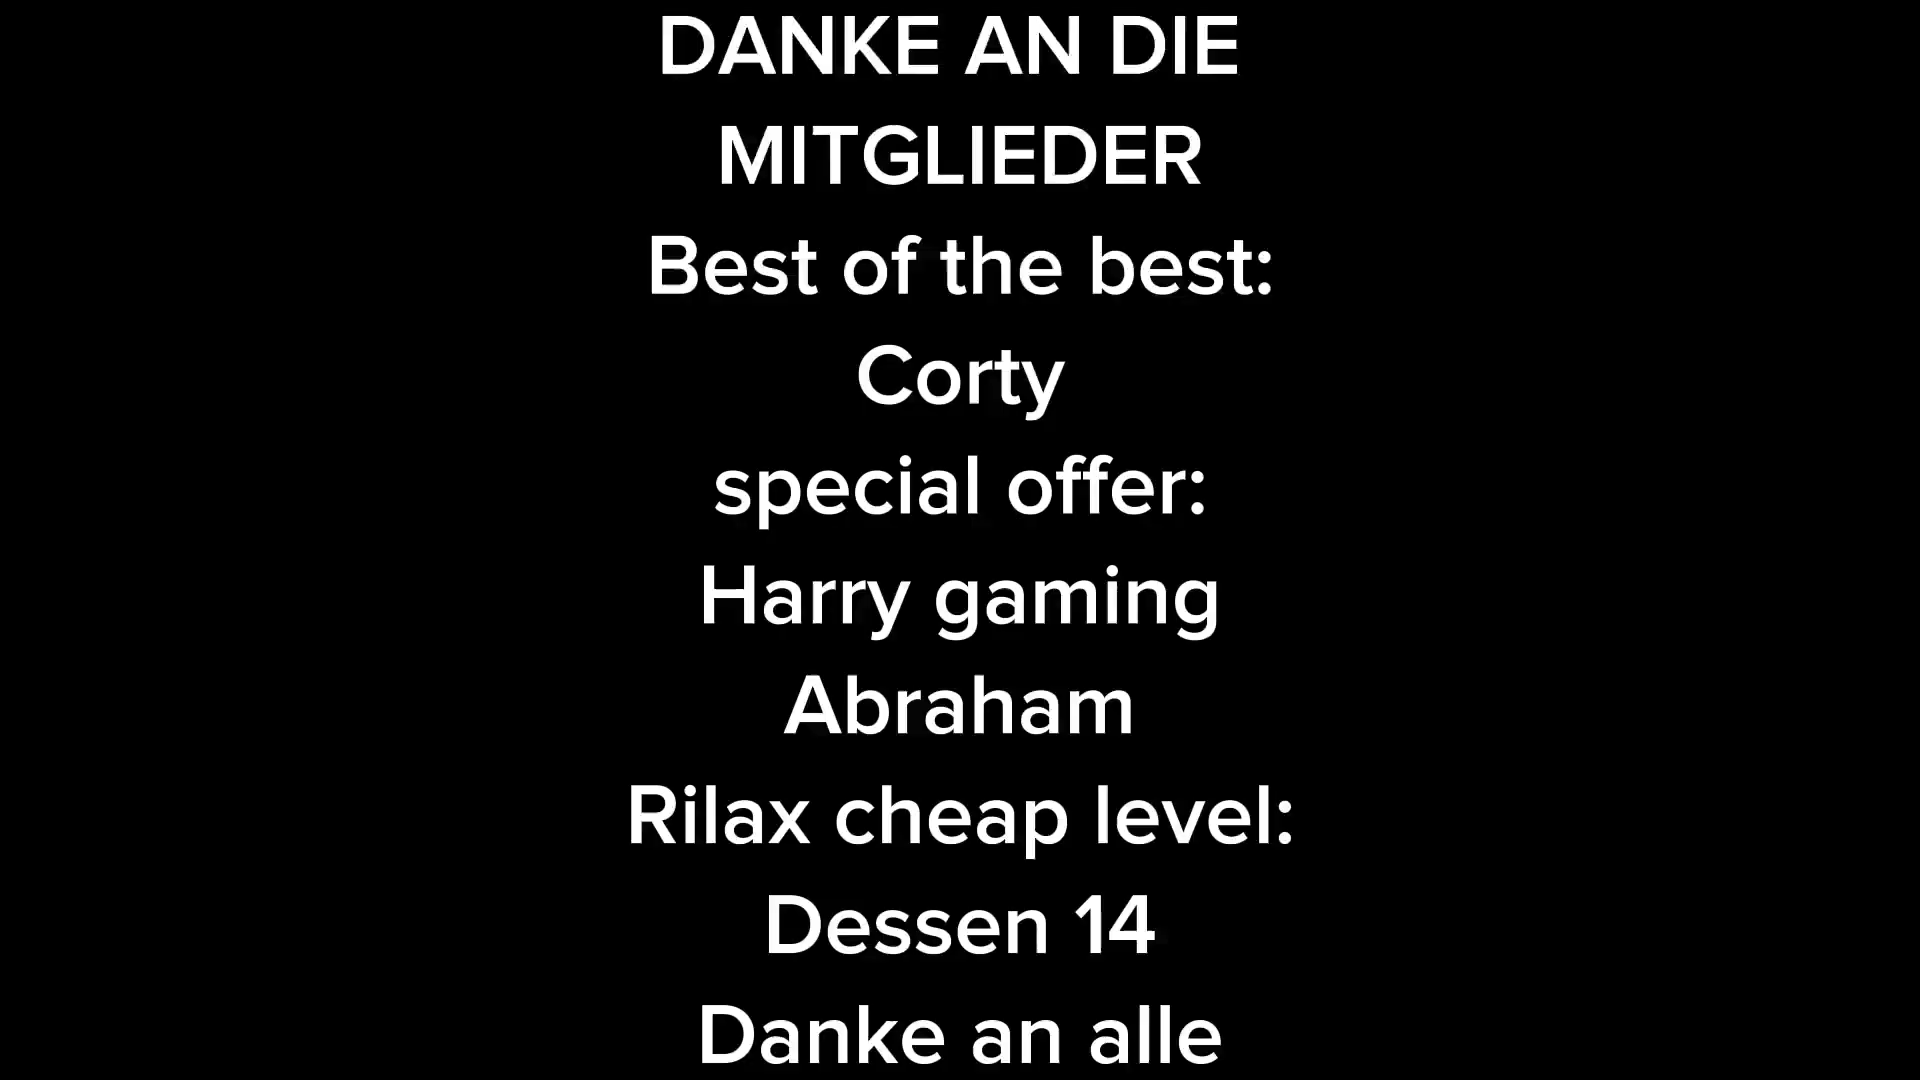 DANKE AN DIE
MITGLIEDER
Best of the best:
Corty
special offer:
Harry gaming
Abraham
Rilax cheap level:
Dessen 14
Danke an alle